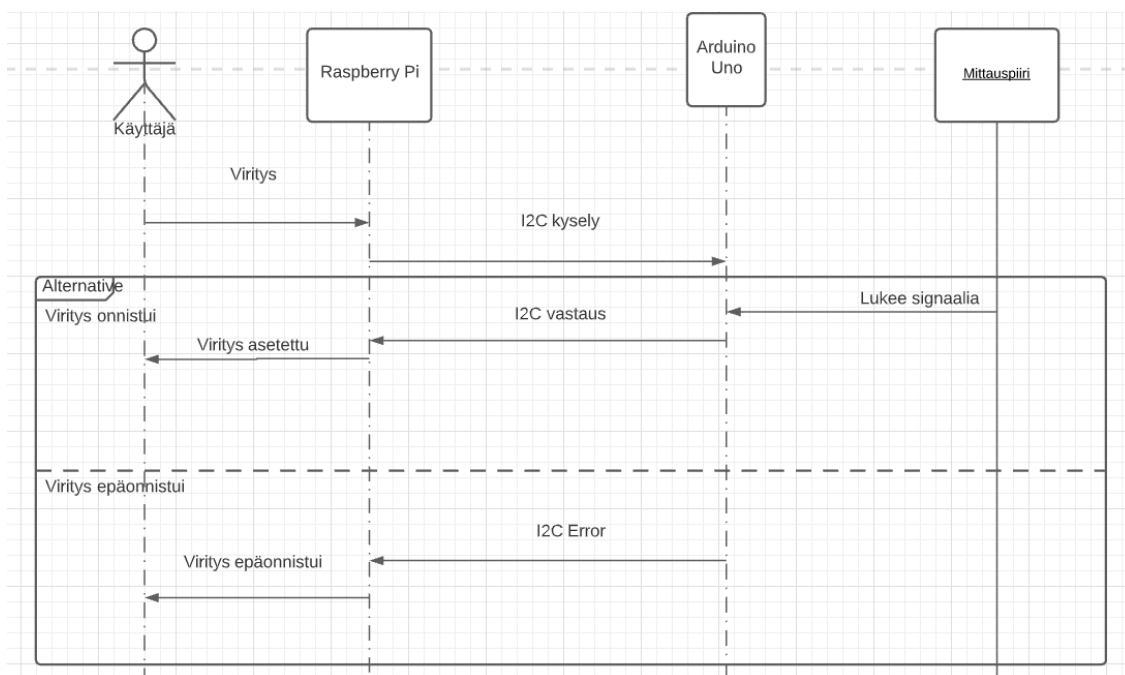 Käyttäjä
Raspberry Pi
Arduino
Uno
Mittauspiiri
Viritys
I2C kysely
Alternative
Viritys onnistui
Lukee signaalia
I2C vastaus
Viritys asetettu
Viritys epäonnistui
I2C Error
Viritys epäonnistui